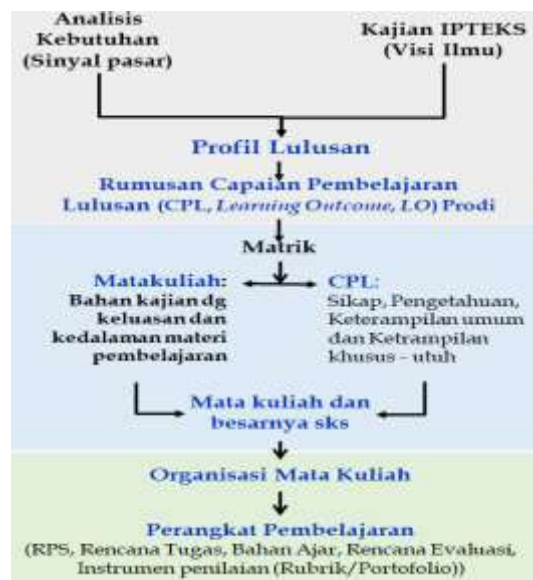 Analisis
Kebutuhan
(Sinyal pasar)
Kajian IPTEKS
(Visi Ilmu)
Profil Lulusan
Rumusan Capaian Pembelajaran
Lulusan (CPL, Learning Outcome, LO) Prodi
Matrik
Matakuliah:
Bahan kajian dg
keluasan dan
kedalaman materi
pembelajaran
CPL:
Sikap, Pengetahuan,
Keterampilan umum
dan Ketrampilan
khusus – utuh
Mata kuliah dan
besarnya sks
Organisasi Mata Kuliah
Perangkat Pembelajaran
(RPS, Rencana Tugas, Bahan Ajar, Rencana Evaluasi,
Instrumen penilaian (Rubrik/Portofolio))